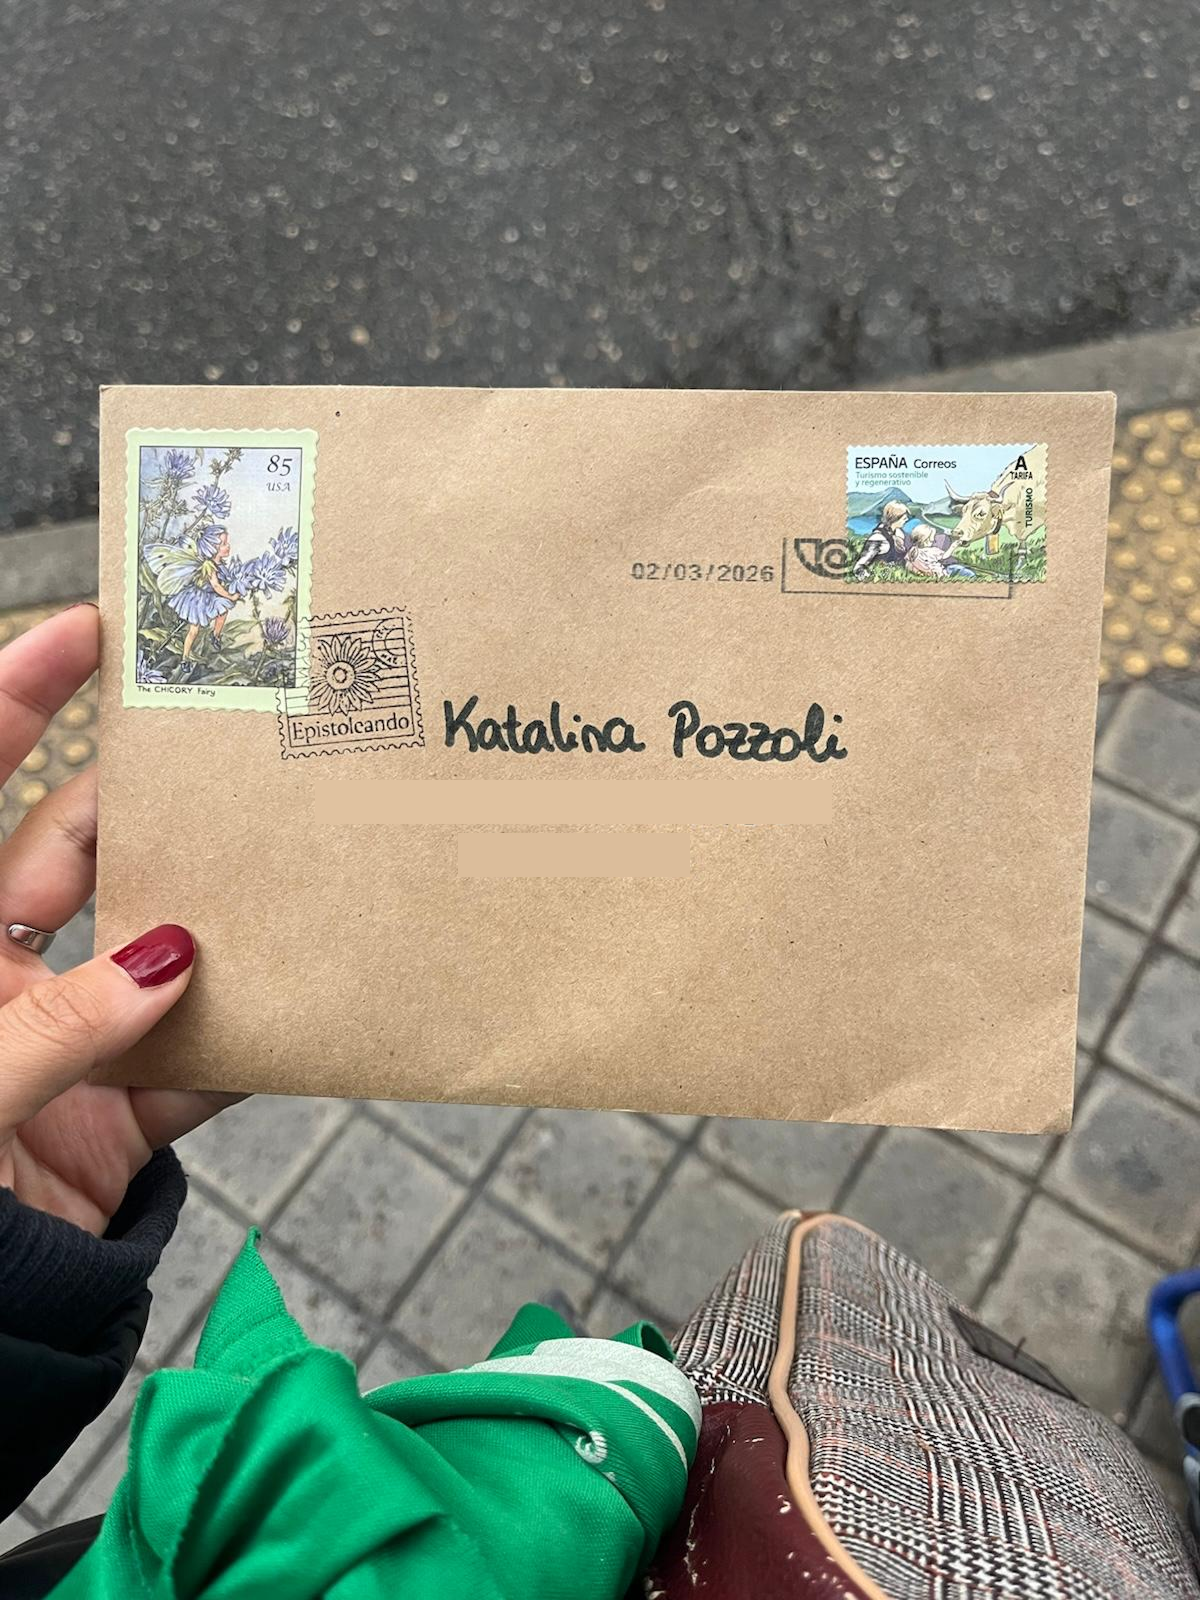 85
USA
The CHICORY Fairy
ESPAÑA Correos
Turismo sostenible
y regenerativo
A
TARIFA
TURISMO
02/03/2026
Epistoleando
Katalina Pozzoli